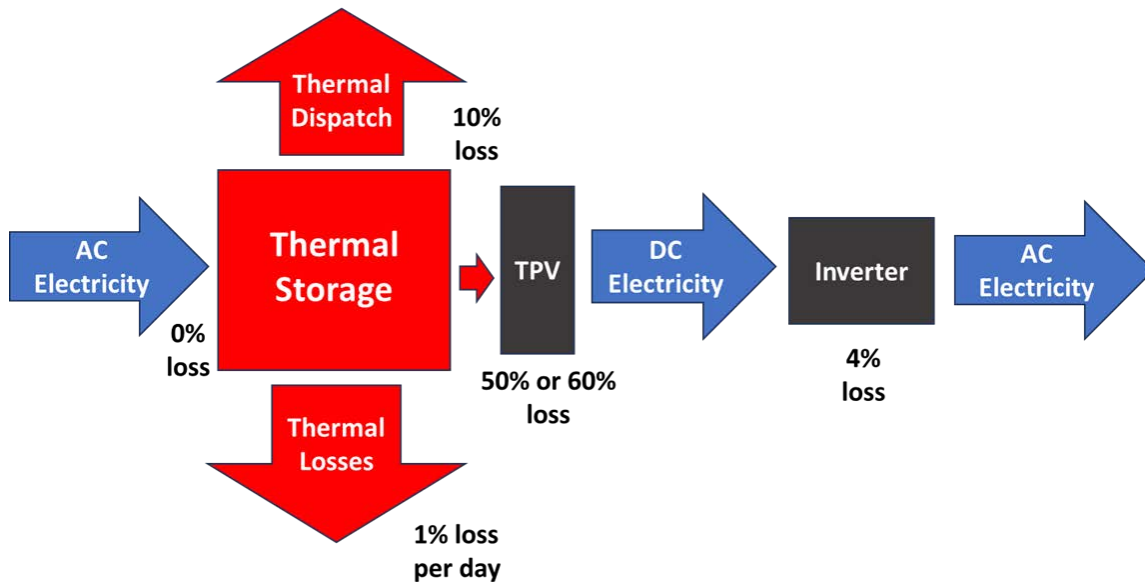 Thermal
Dispatch
10%
loss
AC
Electricity
0%
loss
Thermal
Storage
TPV
50% or 60%
loss
DC
Electricity
Inverter
4%
loss
AC
Electricity
Thermal
Losses
1% loss
per day